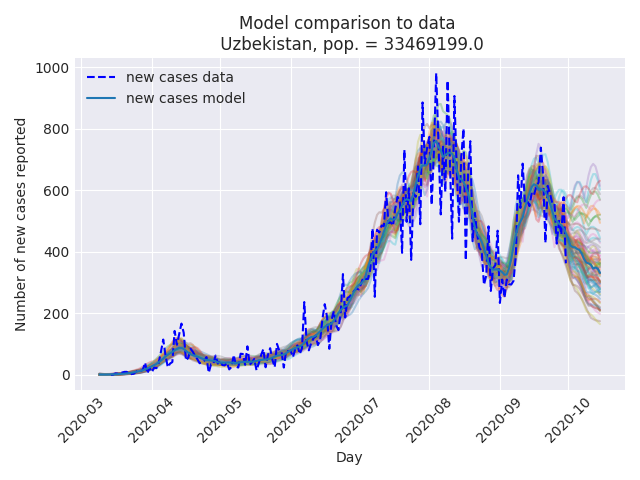 Model comparison to data
Uzbekistan, pop. = 33469199.0
new cases data
new cases model
Number of new cases reported
1000
800
600
400
200
0
2020-03
2020-04
2020-05
2020-06
2020-07
2020-08
2020-09
2020-10
Day